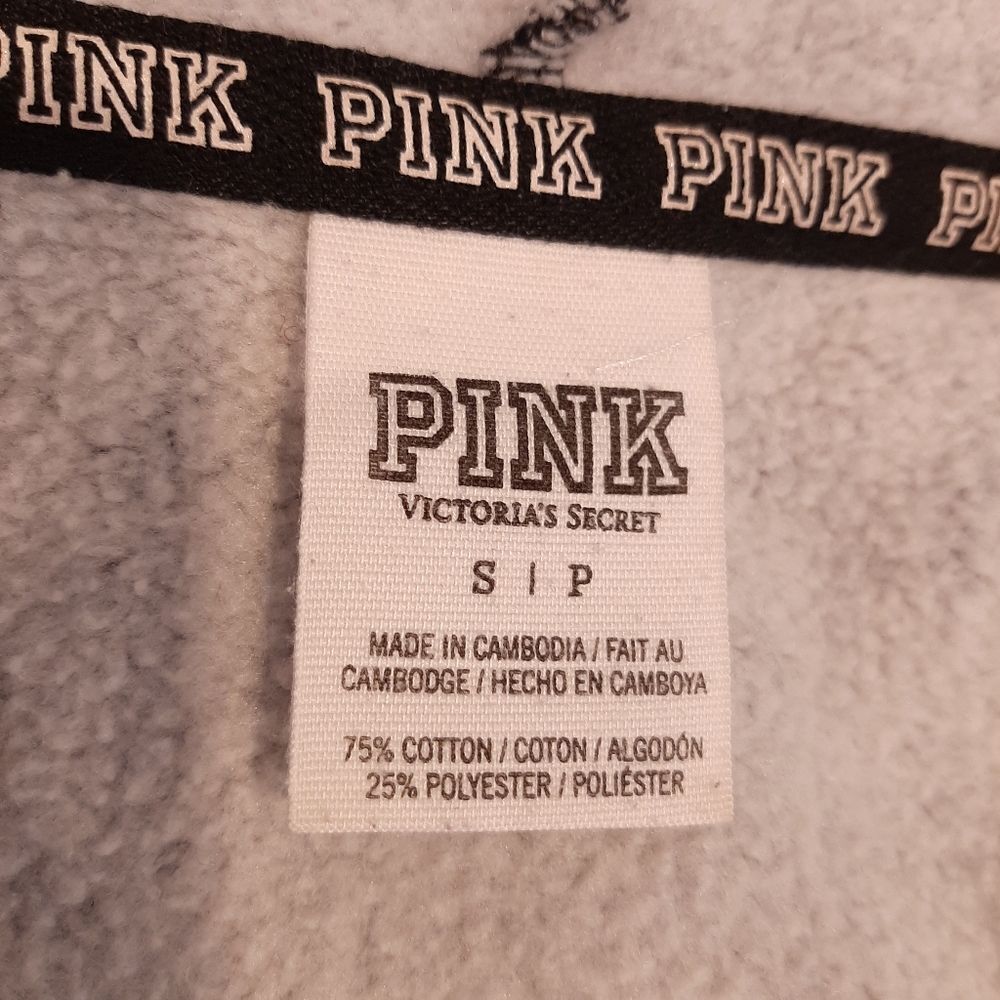 PINK PINK PINK PI
PINK
VICTORIA'S SECRET
S | P
MADE IN CAMBODIA / FAIT AU
CAMBODGE / HECHO EN CAMBOYA
75% COTTON / COTON / ALGODÓN
25% POLYESTER / POLIÉSTER